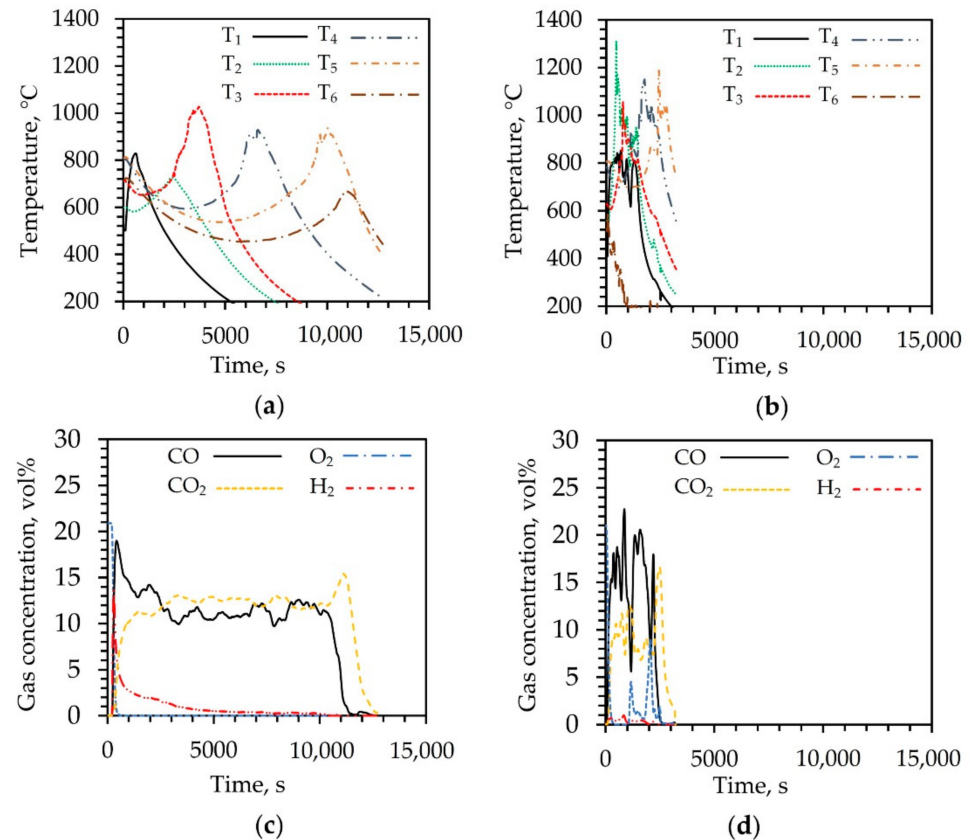 1400
1200
1000
800
600
400
200
Temperature, °C
T₁ T₄
T₂ T₅
T₃ T₆
0 5000 10,000 15,000
Time, s
(a)
1400
1200
1000
800
600
400
200
Temperature, °C
T₁ T₄
T₂ T₅
T₃ T₆
0 5000 10,000 15,000
Time, s
(b)
30
25
20
15
10
5
0
Gas concentration, vol%
CO O₂
CO₂ H₂
0 5000 10,000 15,000
Time, s
(c)
30
25
20
15
10
5
0
Gas concentration, vol%
CO O₂
CO₂ H₂
0 5000 10,000 15,000
Time, s
(d)